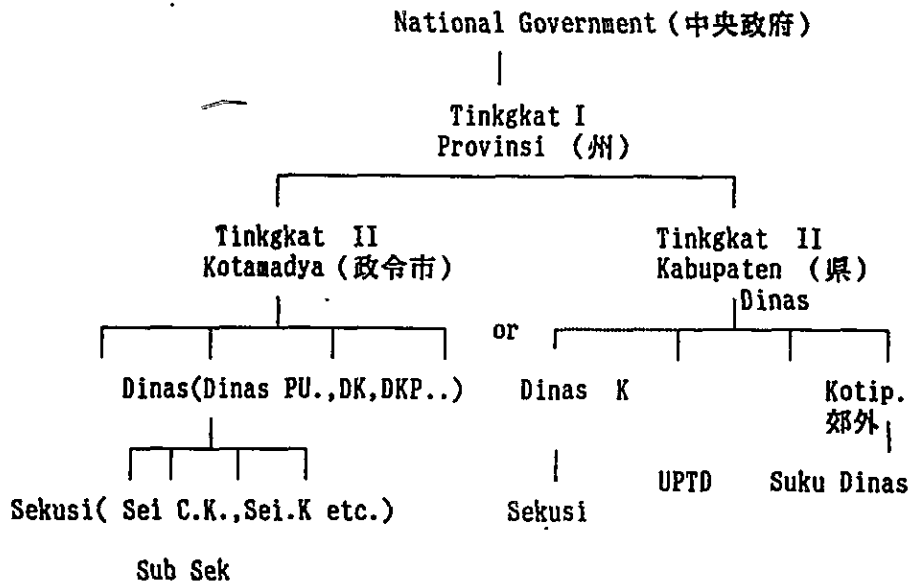 National Government (中央政府)
Tinkgkat I
Provinsi (州)
Tinkgkat II
Kotamadya (政令市)
Tinkgkat II
Kabupaten (県)
Dinas
or
Dinas(Dinas PU.,DK,DKP..)
Dinas K
Kotip.
郊外
Sekusi( Sei C.K.,Sei.K etc.)
Sekusi
UPTD
Suku Dinas
Sub Sek